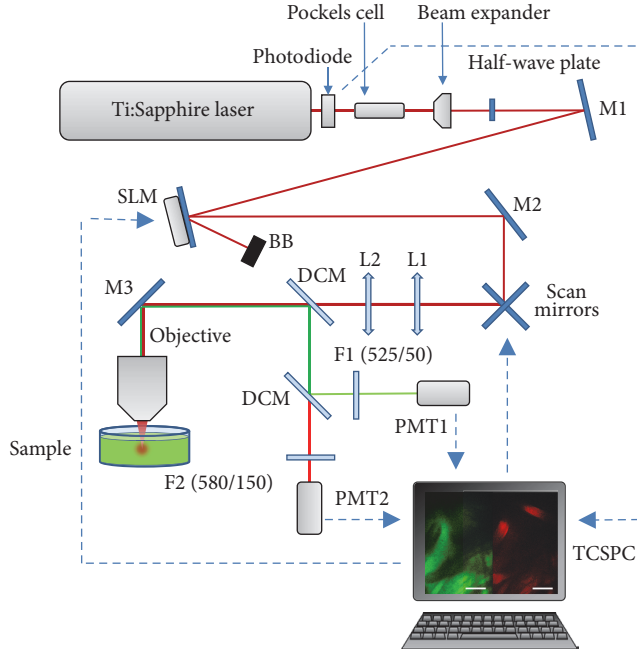 Pockels cell
Beam expander
Photodiode
Half-wave plate
Ti:Sapphire laser
M1
SLM
M2
BB
L2
L1
DCM
M3
Scan
mirrors
Objective
F1 (525/50)
DCM
PMT1
Sample
F2 (580/150)
PMT2
TCSPC